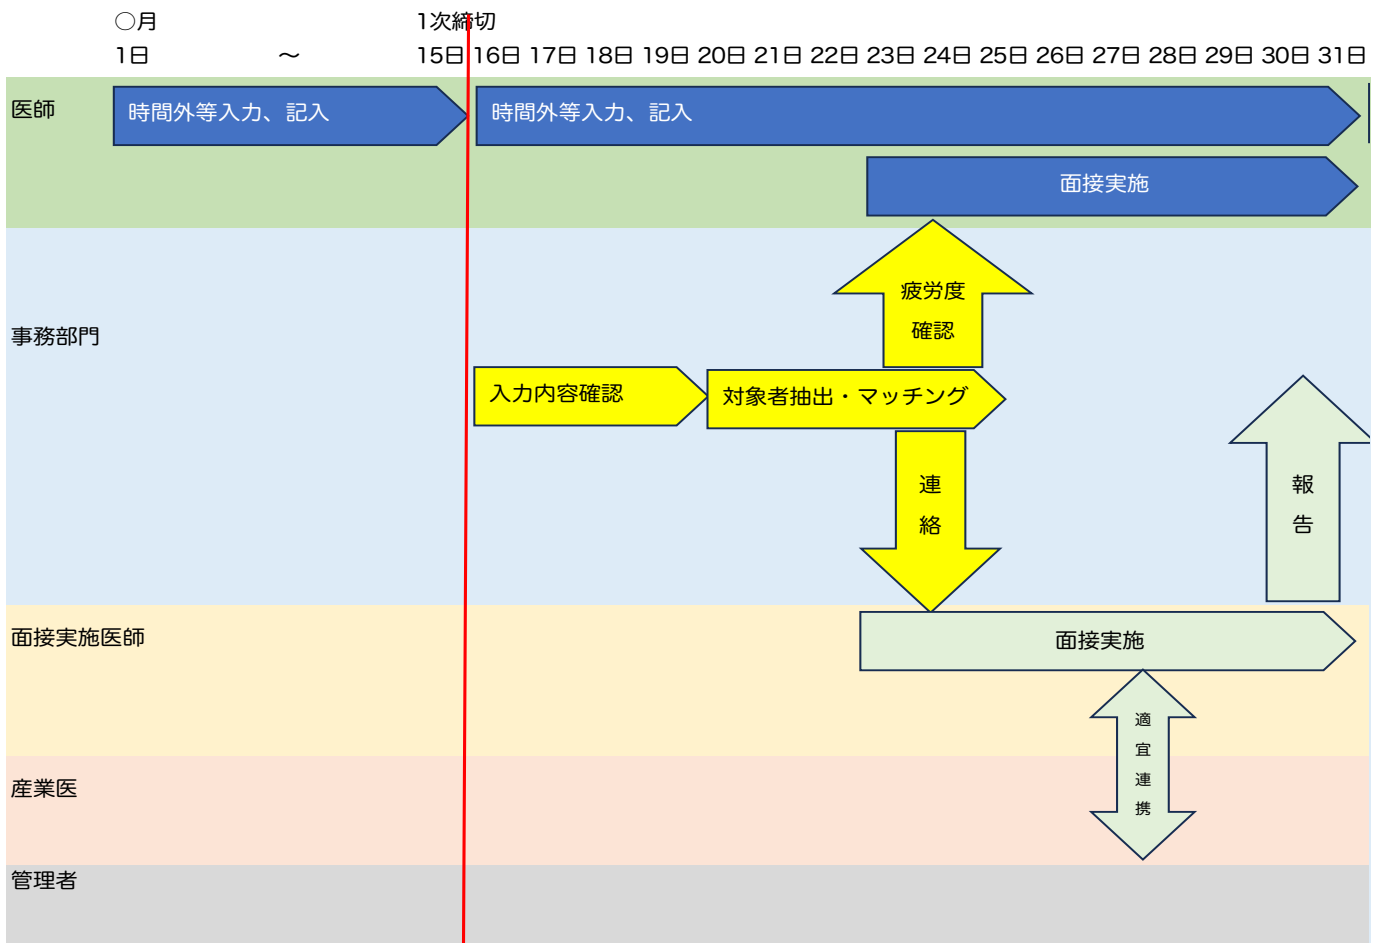 ○月 1次締切
1日 ～ 15日 16日 17日 18日 19日 20日 21日 22日 23日 24日 25日 26日 27日 28日 29日 30日 31日
医師
時間外等入力、記入
時間外等入力、記入
面接実施
事務部門
疲労度
確認
入力内容確認
対象者抽出・マッチング
連
絡
報
告
面接実施医師
面接実施
適
宜
連
携
産業医
管理者